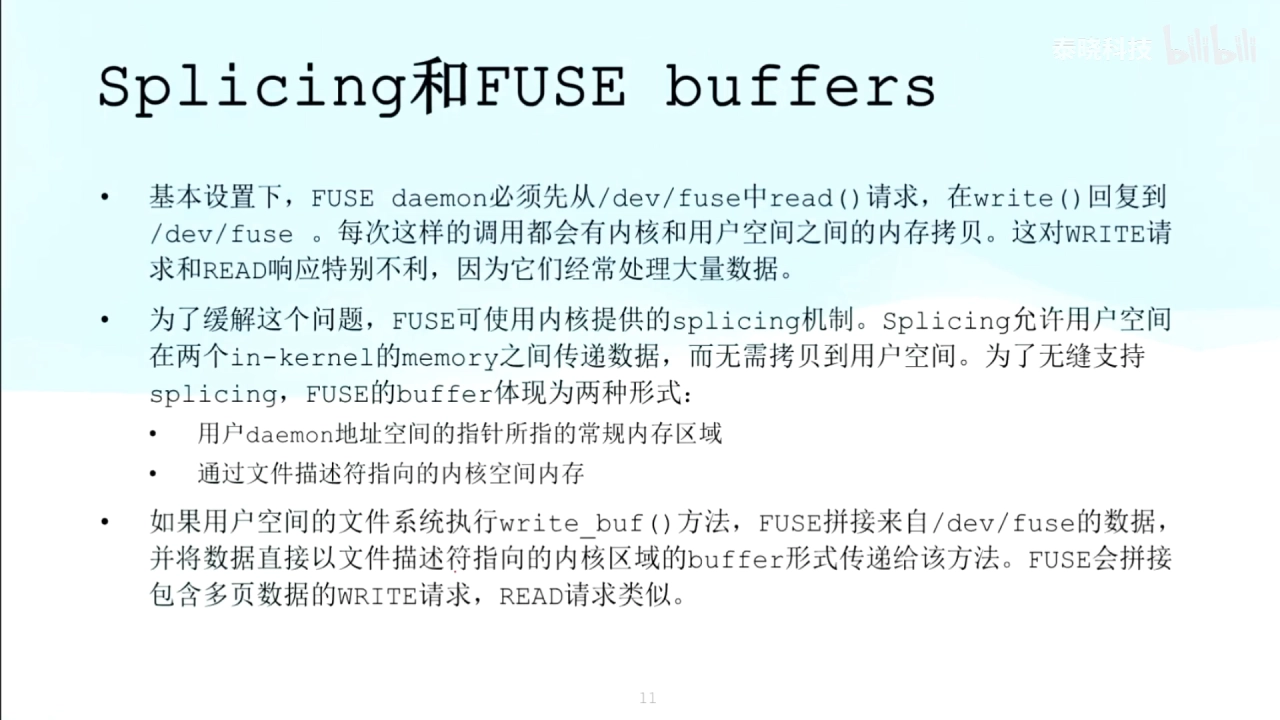 泰晓科技 bilibili
Splicing和FUSE buffers
• 基本设置下，FUSE daemon必须先从/dev/fuse中read()请求，在write()回复到
/dev/fuse 。每次这样的调用都会有内核和用户空间之间的内存拷贝。这对WRITE请
求和READ响应特别不利，因为它们经常处理大量数据。
• 为了缓解这个问题，FUSE可使用内核提供的splicing机制。Splicing允许用户空间
在两个in-kernel的memory之间传递数据，而无需拷贝到用户空间。为了无缝支持
splicing，FUSE的buffer体现为两种形式：
• 用户daemon地址空间的指针所指的常规内存区域
• 通过文件描述符指向的内核空间内存
• 如果用户空间的文件系统执行write_buf()方法，FUSE拼接来自/dev/fuse的数据，
并将数据直接以文件描述符指向的内核区域的buffer形式传递给该方法。FUSE会拼接
包含多页数据的WRITE请求，READ请求类似。
11